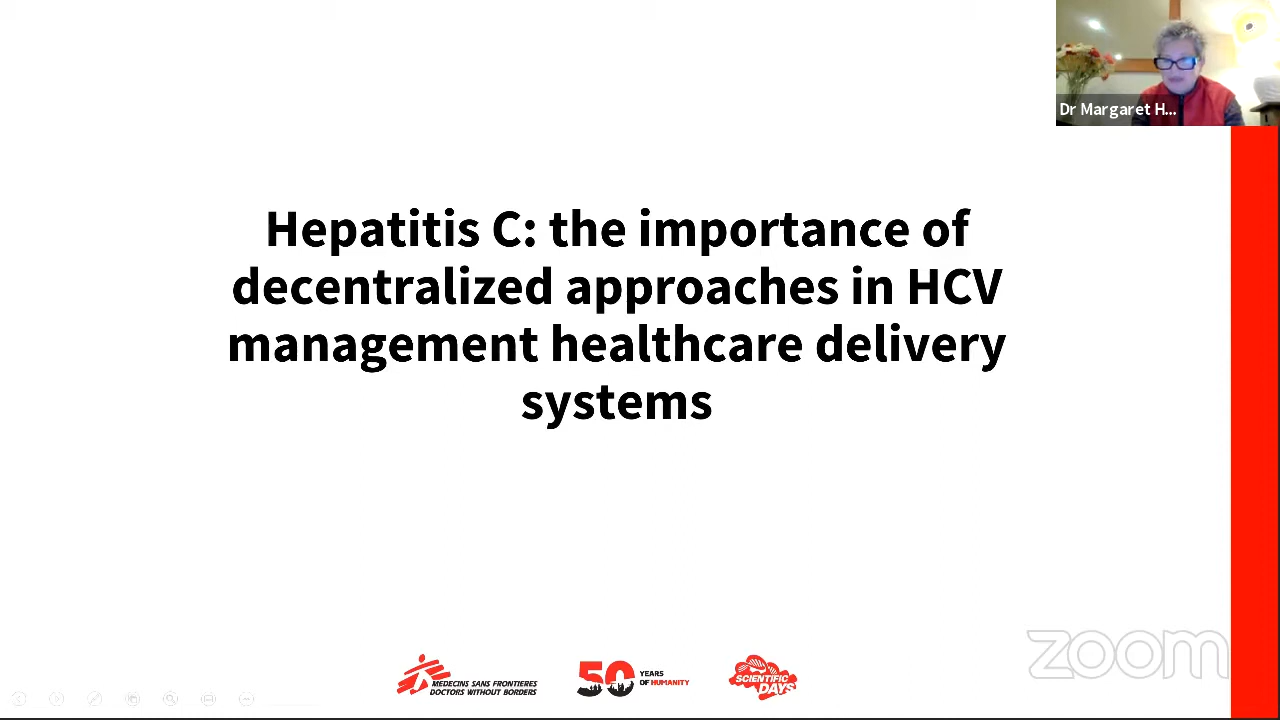 Dr Margaret H...
Hepatitis C: the importance of
decentralized approaches in HCV
management healthcare delivery
systems
MEDECINS SANS FRONTIERES
DOCTORS WITHOUT BORDERS
50 YEARS
OF HUMANITY
SCIENTIFIC
DAYS
zoom